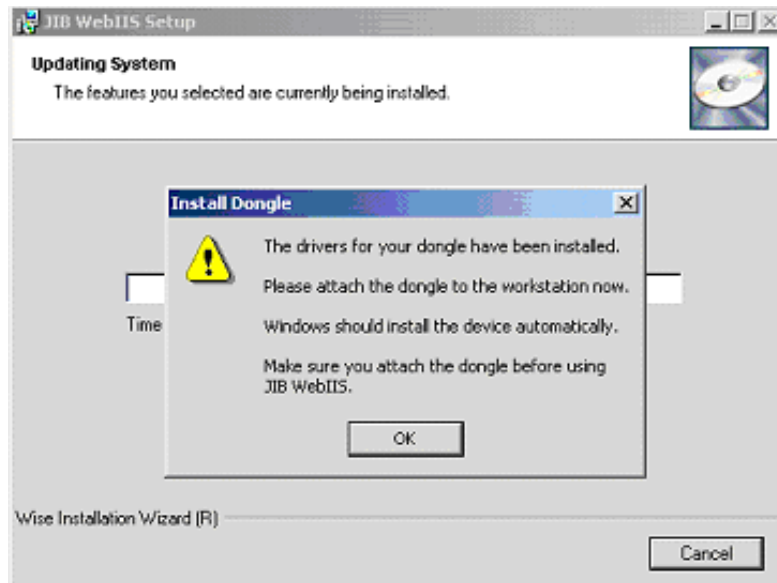 JIB WebIIS Setup
Updating System
The features you selected are currently being installed.
Install Dongle
The drivers for your dongle have been installed.
Please attach the dongle to the workstation now.
Windows should install the device automatically.
Make sure you attach the dongle before using
JIB WebIIS.
Time
OK
Wise Installation Wizard (R)
Cancel